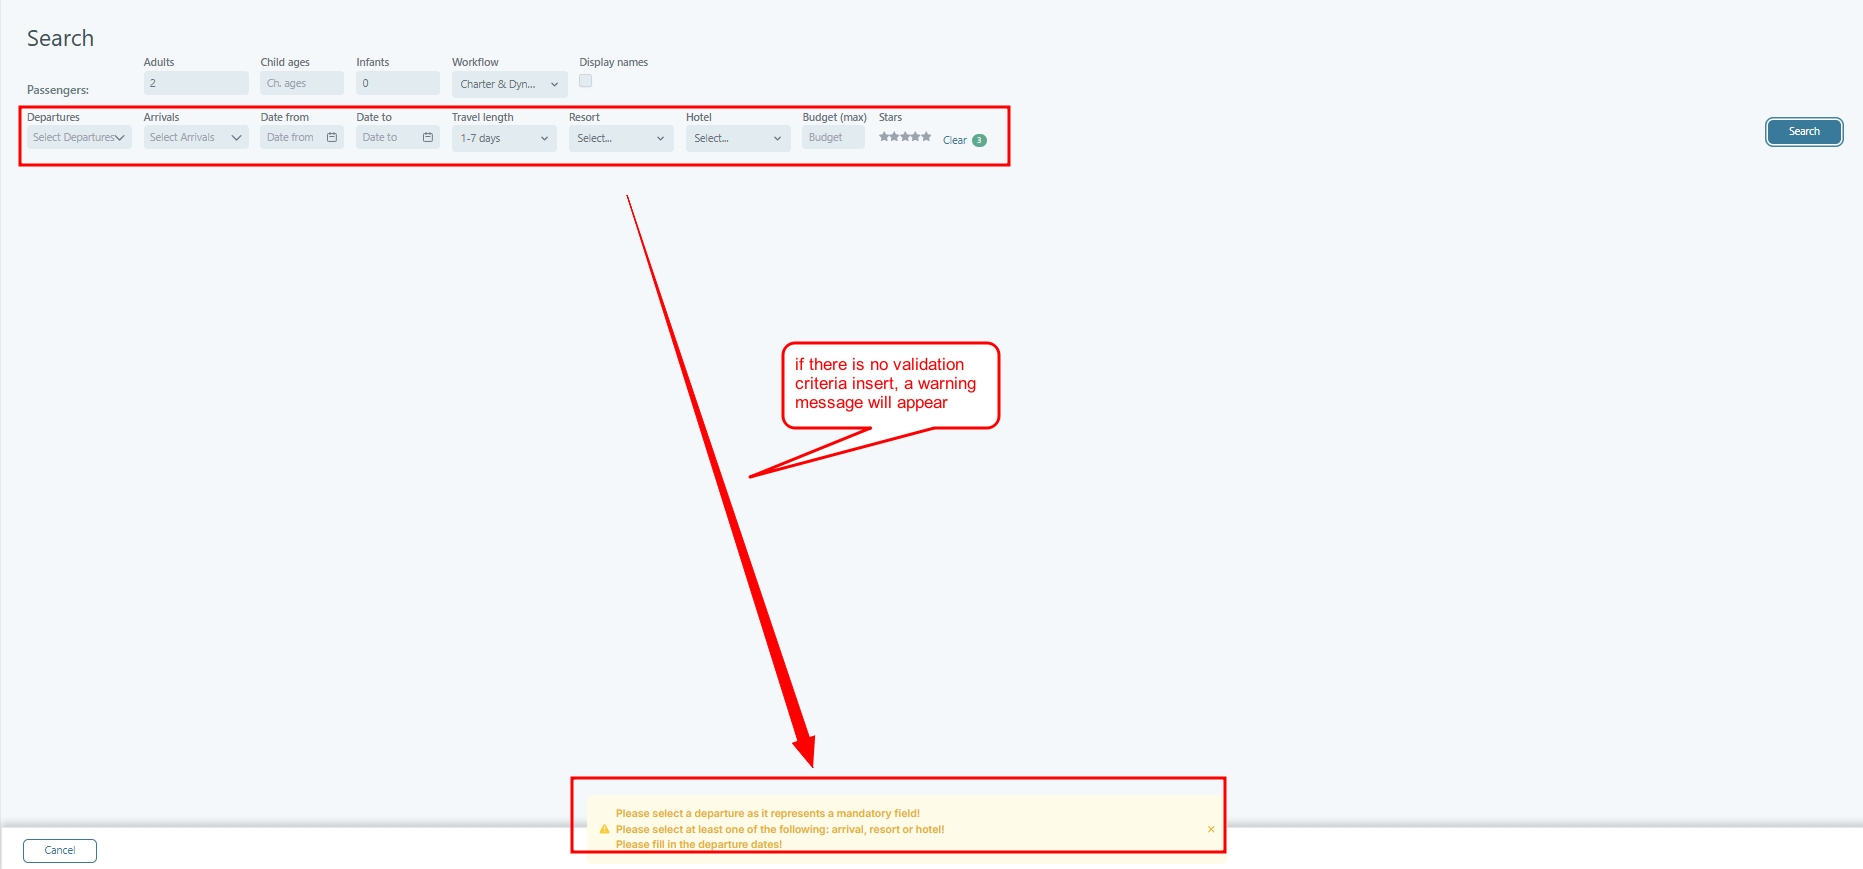 Search
Adults Child ages Infants Workflow Display names
Passengers: 2 Ch. ages 0 Charter & Dyn...
Departures Arrivals Date from Date to Travel length Resort Hotel Budget (max) Stars
Select Departures Select Arrivals Date from Date to 1-7 days Select... Select... Budget Clear 3
Search
if there is no validation
criteria insert, a warning
message will appear
Please select a departure as it represents a mandatory field!
Please select at least one of the following: arrival, resort or hotel!
Please fill in the departure dates!
Cancel